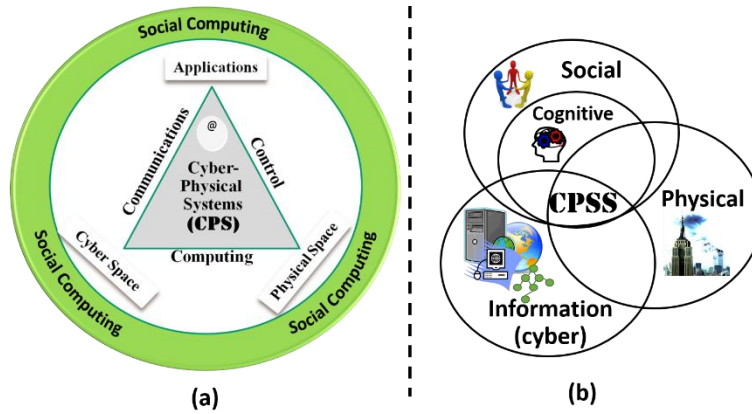 Social Computing
Applications
Communications
Control
@
Cyber-
Physical
Systems
(CPS)
Computing
Cyber Space
Physical Space
Social Computing
Social Computing
(a)
Social
Cognitive
CPSS
Physical
Information
(cyber)
(b)